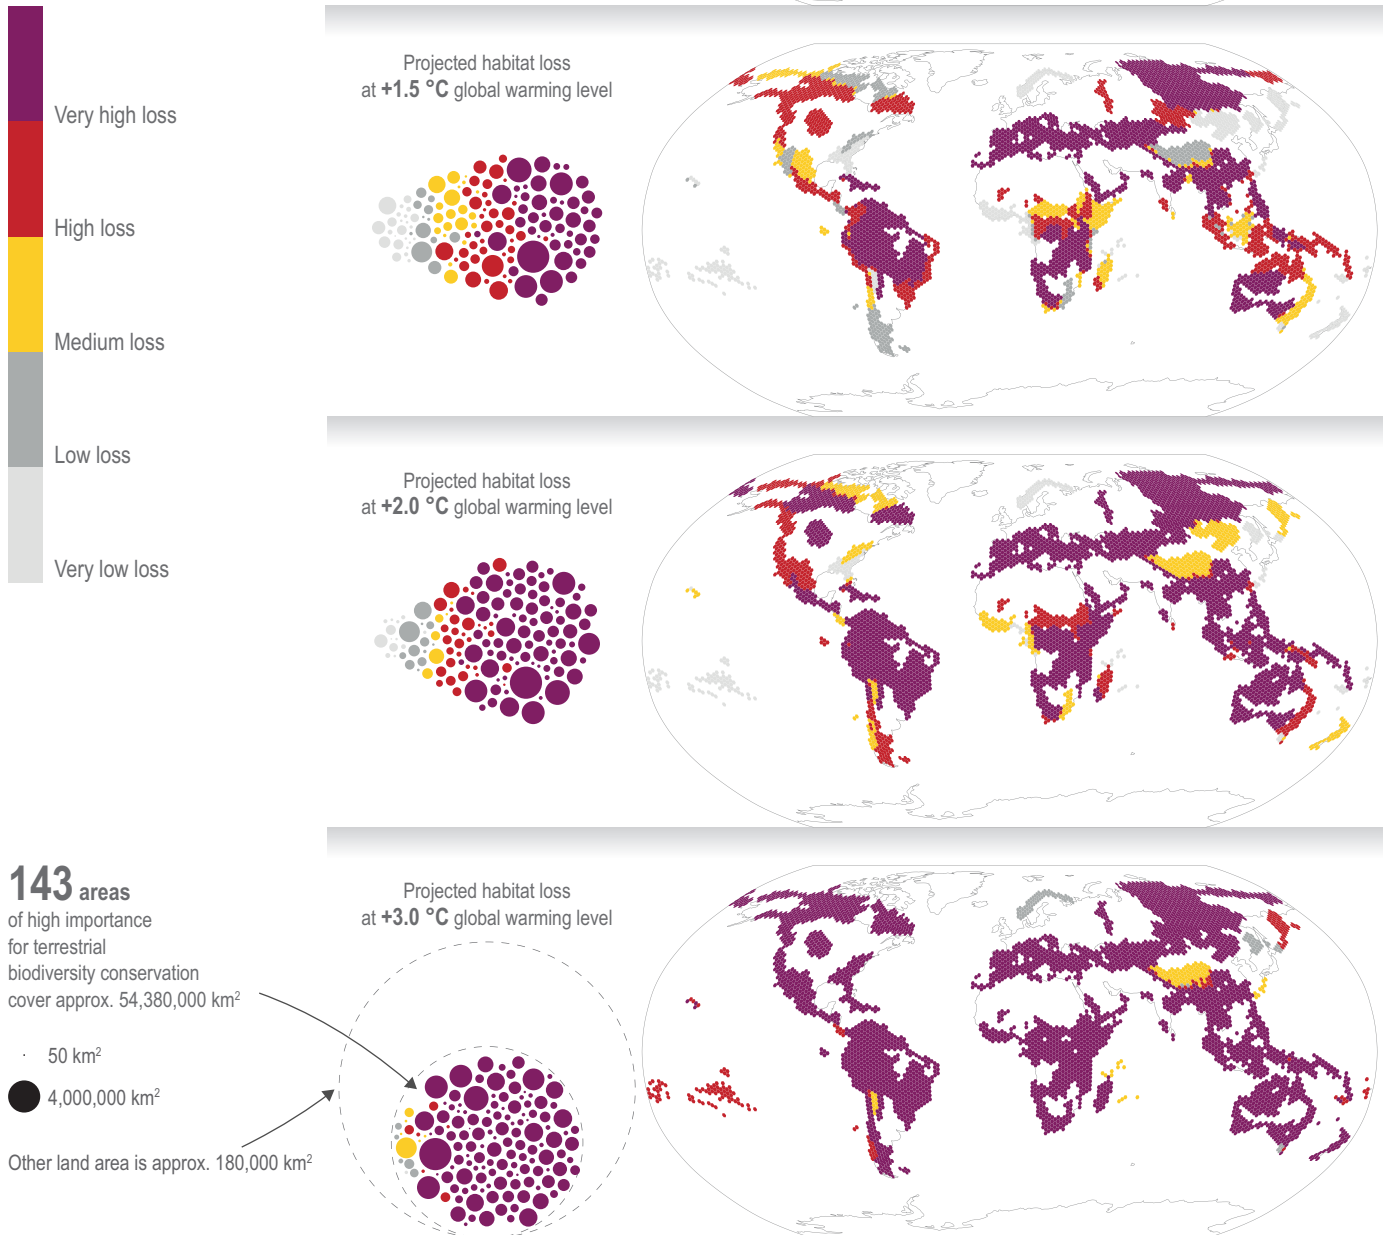 Very high loss
High loss
Medium loss
Low loss
Very low loss
Projected habitat loss
at +1.5 °C global warming level
Projected habitat loss
at +2.0 °C global warming level
143 areas
of high importance
for terrestrial
biodiversity conservation
cover approx. 54,380,000 km²
50 km²
4,000,000 km²
Other land area is approx. 180,000 km²
Projected habitat loss
at +3.0 °C global warming level